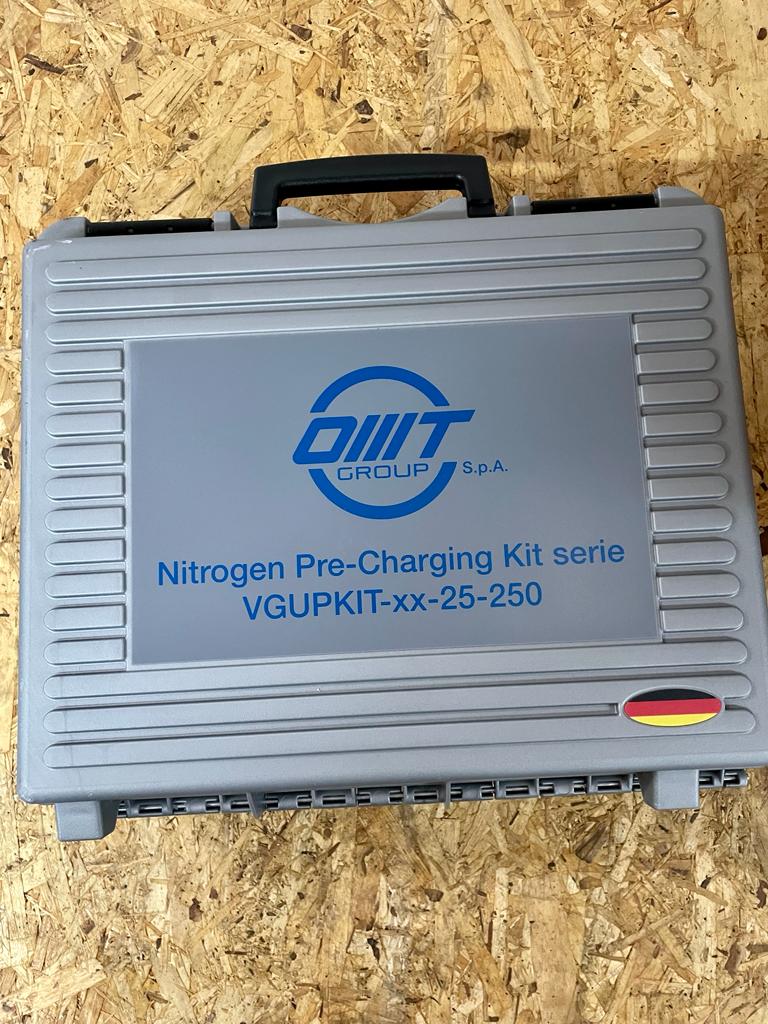 OMT
GROUP S.p.A.
Nitrogen Pre-Charging Kit serie
VGUPKIT-xx-25-250